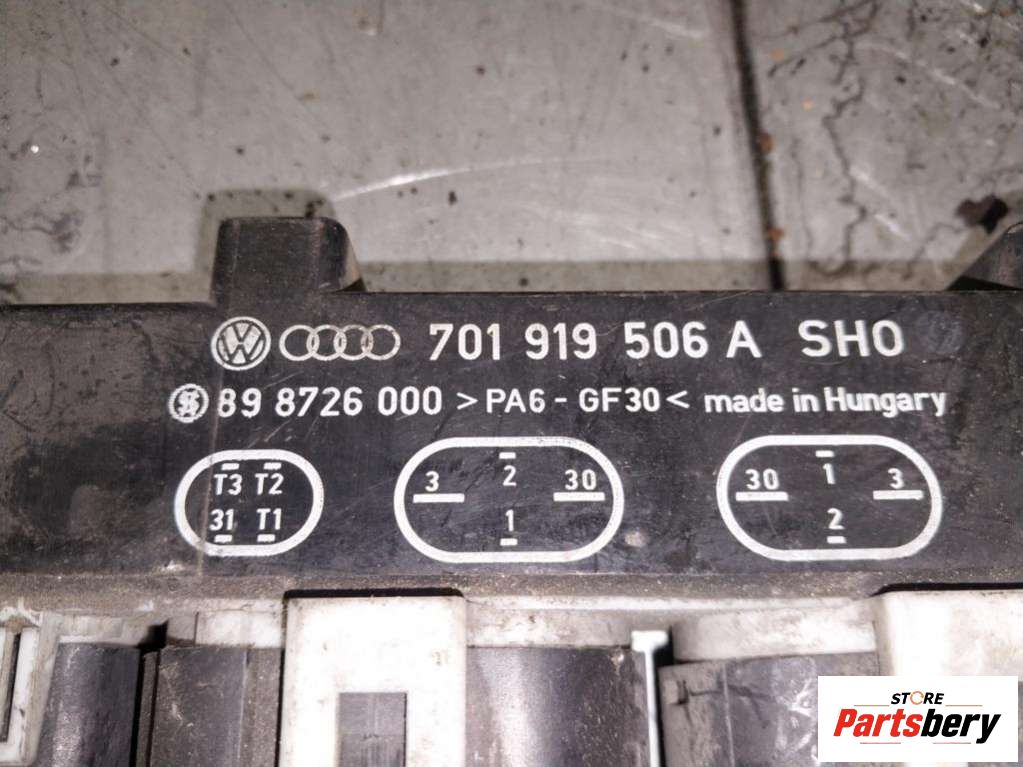 701 919 506 A SHO
89 8726 000 >PA6 - GF30< made in Hungary
T3 T2
31 T1
3 2 30
1
30 1 3
2
STORE
Partsbery